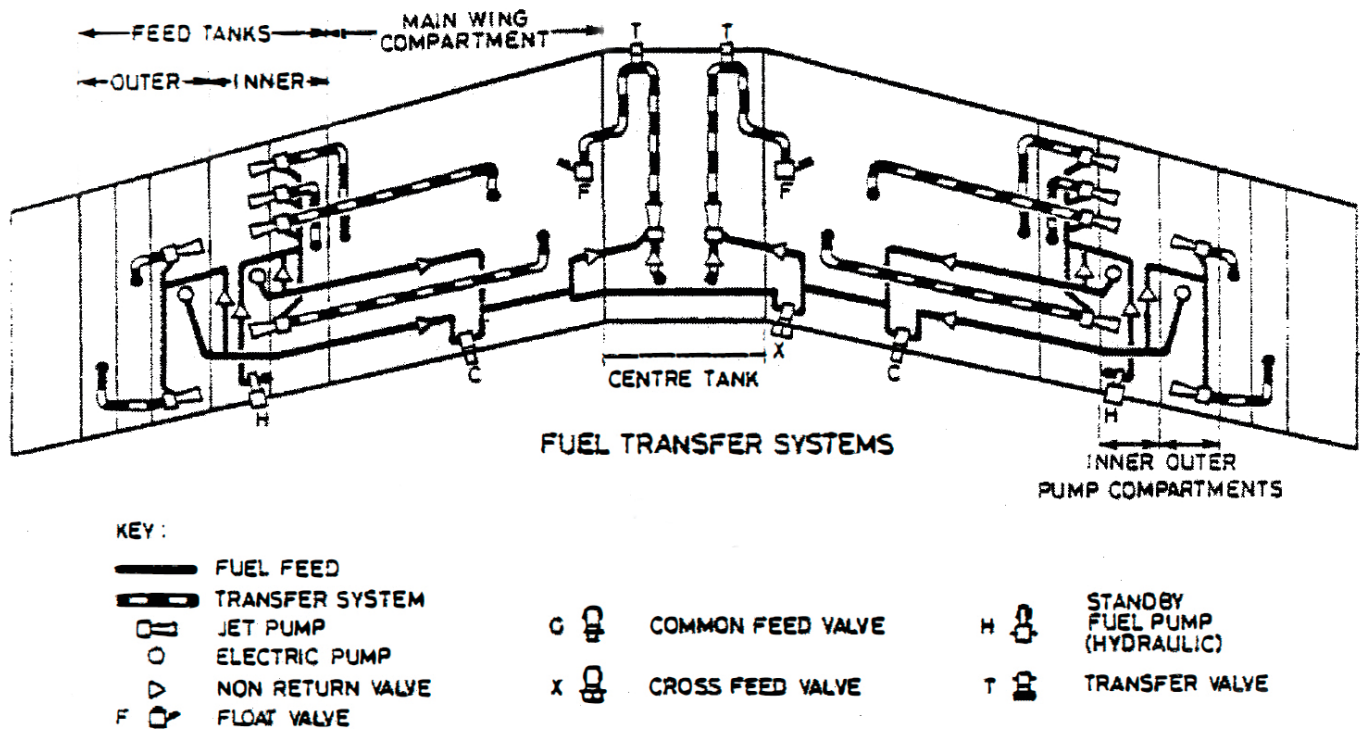 FEED TANKS
MAIN WING
COMPARTMENT
OUTER
INNER
T
T
F
F
C
X
C
H
H
CENTRE TANK
FUEL TRANSFER SYSTEMS
INNER OUTER
PUMP COMPARTMENTS
KEY:
FUEL FEED
TRANSFER SYSTEM
JET PUMP
ELECTRIC PUMP
NON RETURN VALVE
F FLOAT VALVE
C COMMON FEED VALVE
X CROSS FEED VALVE
H STANDBY
FUEL PUMP
(HYDRAULIC)
T TRANSFER VALVE